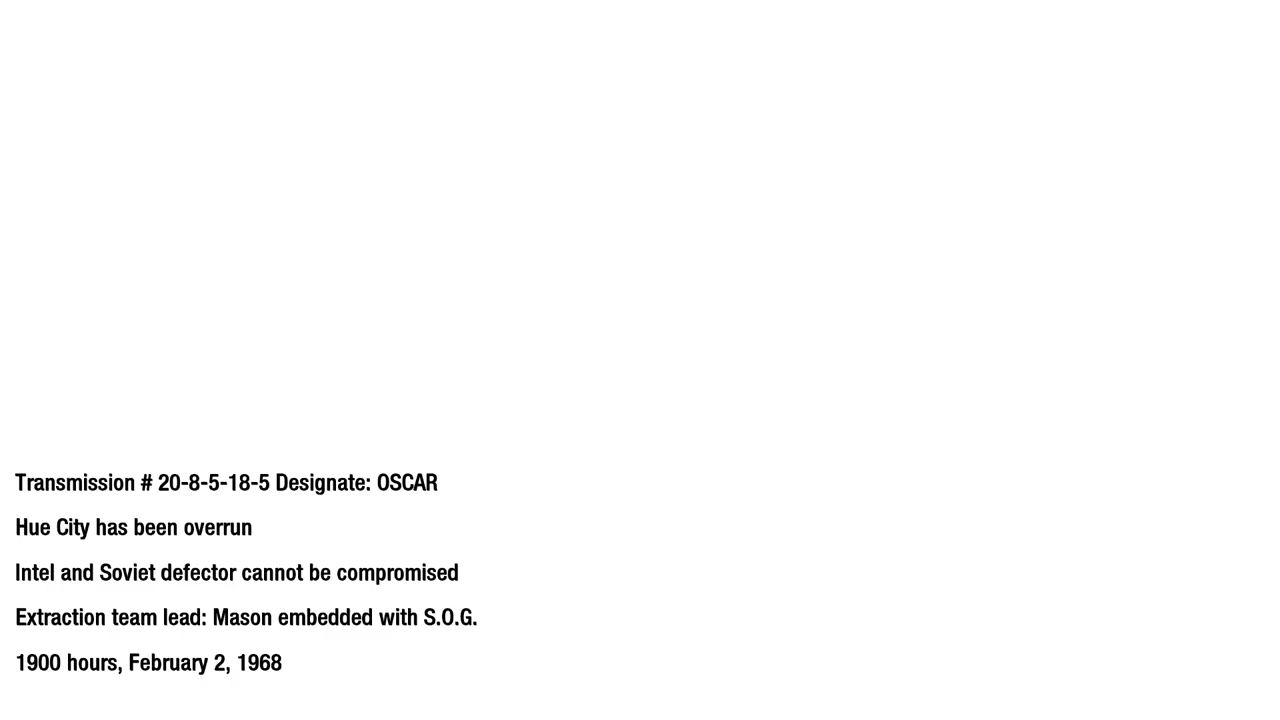 Transmission # 20-8-5-18-5 Designate: OSCAR
Hue City has been overrun
Intel and Soviet defector cannot be compromised
Extraction team lead: Mason embedded with S.O.G.
1900 hours, February 2, 1968